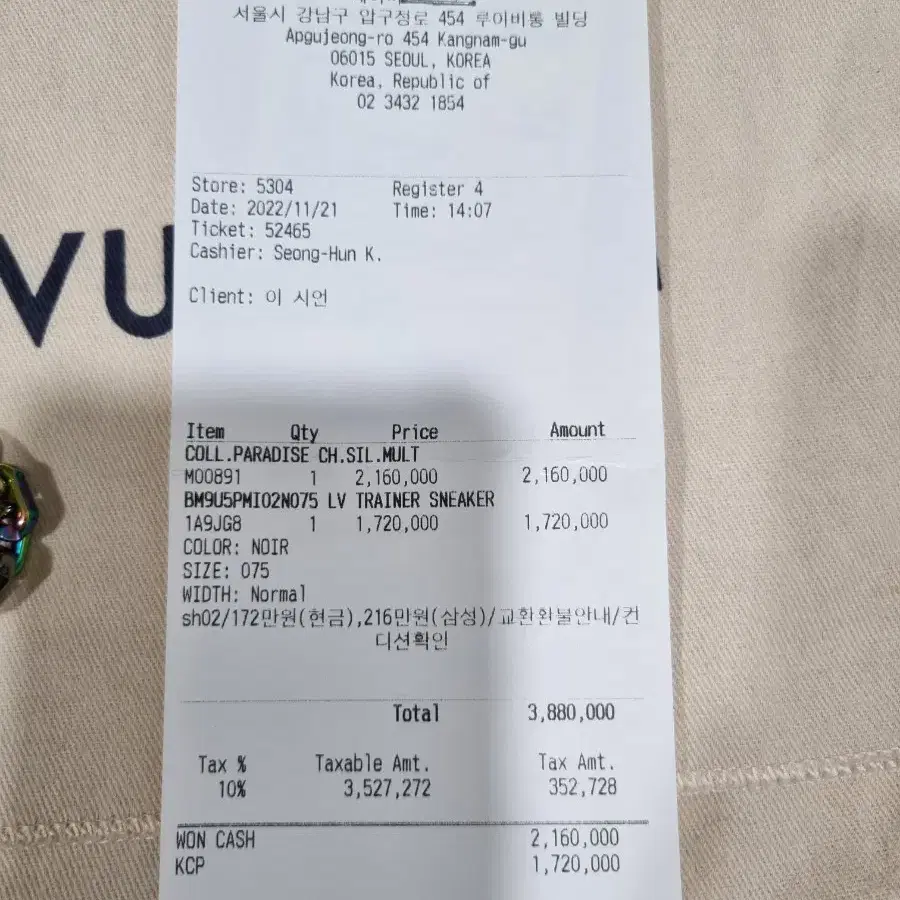 서울시 강남구 압구정로 454 루이비통 빌딩
Apgujeong-ro 454 Kangnam-gu
06015 SEOUL, KOREA
Korea, Republic of
02 3432 1854
Store: 5304 Register 4
Date: 2022/11/21 Time: 14:07
Ticket: 52465
Cashier: Seong-Hun K.
VU
Client: 이 시언
Item Qty Price Amount
COLL.PARADISE CH.SIL.MULT
M00891 1 2,160,000 2,160,000
BM9U5PMI02N075 LV TRAINER SNEAKER
1A9JG8 1 1,720,000 1,720,000
COLOR: NOIR
SIZE: 075
WIDTH: Normal
sh02/172만원(현금),216만원(삼성)/교환환불안내/컨
디션확인
Total 3,880,000
Tax % Taxable Amt. Tax Amt.
10% 3,527,272 352,728
WON CASH 2,160,000
KCP 1,720,000